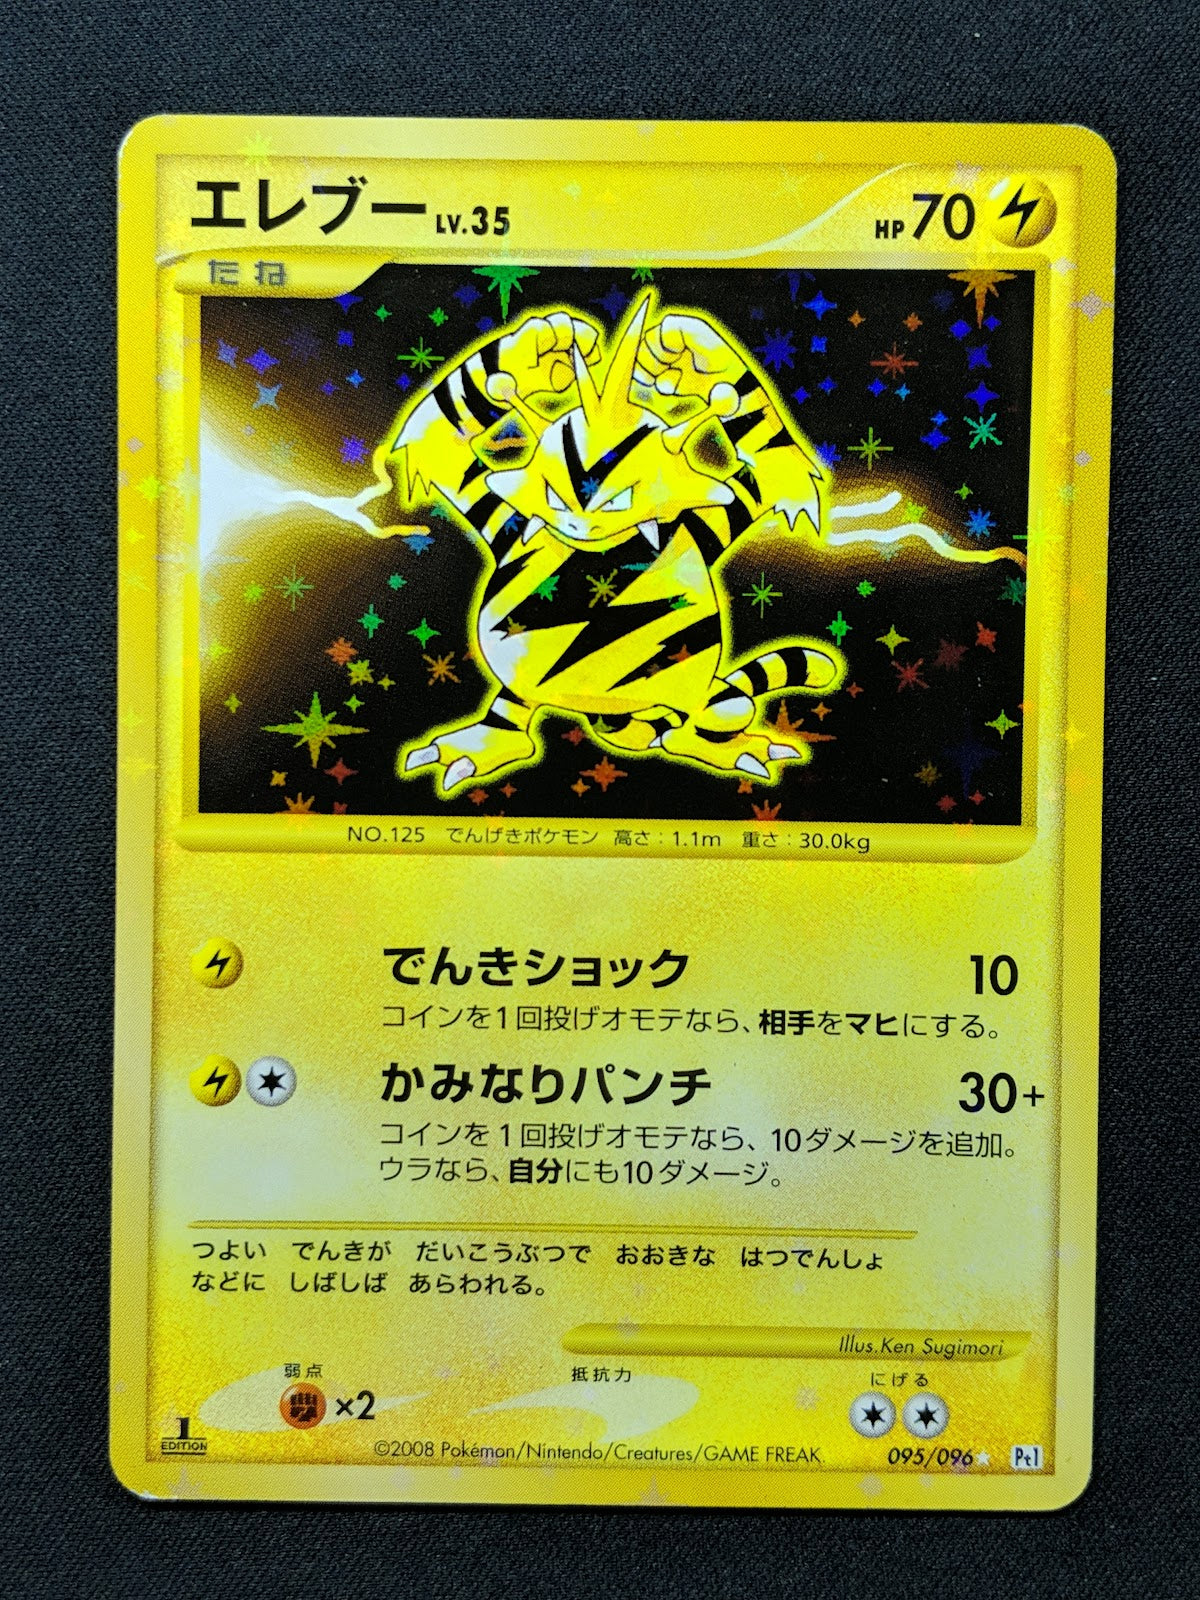 エレブー LV.35 HP 70
たね
NO.125 でんげきポケモン 高さ：1.1m 重さ：30.0kg
でんきショック 10
コインを1回投げオモテなら、相手をマヒにする。
かみなりパンチ 30+
コインを1回投げオモテなら、10ダメージを追加。
ウラなら、自分にも10ダメージ。
つよい でんきが だいこうぶつで おおきな はつでんしょ
などに しばしば あらわれる。
Illus.Ken Sugimori
弱点 抵抗力 にげる
×2
1 EDITION
©2008 Pokémon/Nintendo/Creatures/GAME FREAK. 095/096 ★ Pt1